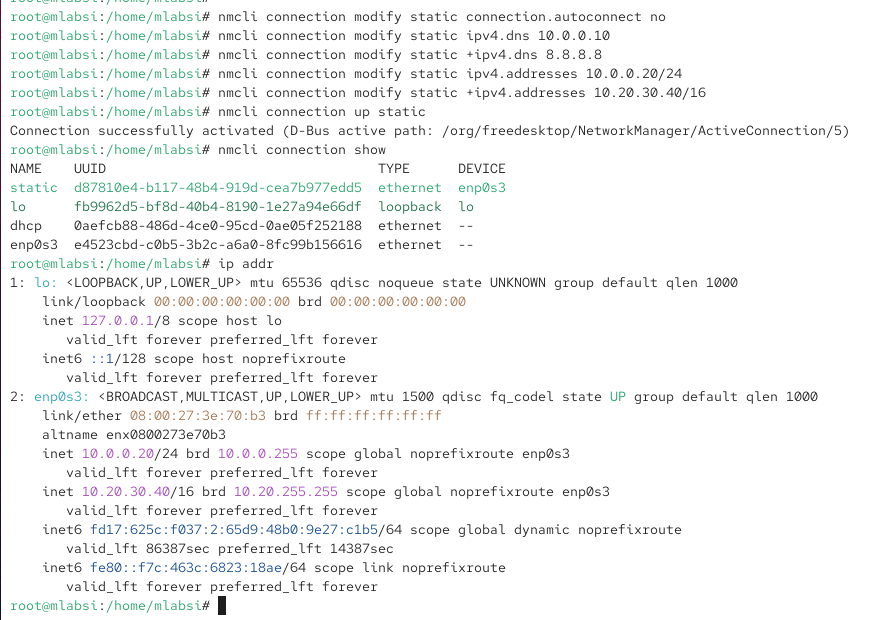 root@mlabsi:/home/mlabsi# nmcli connection modify static connection.autoconnect no
root@mlabsi:/home/mlabsi# nmcli connection modify static ipv4.dns 10.0.0.10
root@mlabsi:/home/mlabsi# nmcli connection modify static +ipv4.dns 8.8.8.8
root@mlabsi:/home/mlabsi# nmcli connection modify static ipv4.addresses 10.0.0.20/24
root@mlabsi:/home/mlabsi# nmcli connection modify static +ipv4.addresses 10.20.30.40/16
root@mlabsi:/home/mlabsi# nmcli connection up static
Connection successfully activated (D-Bus active path: /org/freedesktop/NetworkManager/ActiveConnection/5)
root@mlabsi:/home/mlabsi# nmcli connection show
NAME    UUID                                  TYPE      DEVICE
static  d87810e4-b117-48b4-919d-cea7b977edd5  ethernet  enp0s3
lo      fb9962d5-bf8d-40b4-8190-1e27a94e66df  loopback  lo
dhcp    0aefcb88-486d-4ce0-95cd-0ae05f252188  ethernet  --
enp0s3  e4523cbd-c0b5-3b2c-a6a0-8fc99b156616  ethernet  --
root@mlabsi:/home/mlabsi# ip addr
1: lo: <LOOPBACK,UP,LOWER_UP> mtu 65536 qdisc noqueue state UNKNOWN group default qlen 1000
    link/loopback 00:00:00:00:00:00 brd 00:00:00:00:00:00
    inet 127.0.0.1/8 scope host lo
       valid_lft forever preferred_lft forever
    inet6 ::1/128 scope host noprefixroute
       valid_lft forever preferred_lft forever
2: enp0s3: <BROADCAST,MULTICAST,UP,LOWER_UP> mtu 1500 qdisc fq_codel state UP group default qlen 1000
    link/ether 08:00:27:3e:70:b3 brd ff:ff:ff:ff:ff:ff
    altname enx0800273e70b3
    inet 10.0.0.20/24 brd 10.0.0.255 scope global noprefixroute enp0s3
       valid_lft forever preferred_lft forever
    inet 10.20.30.40/16 brd 10.20.255.255 scope global noprefixroute enp0s3
       valid_lft forever preferred_lft forever
    inet6 fd17:625c:f037:2:65d9:48b0:9e27:c1b5/64 scope global dynamic noprefixroute
       valid_lft 86387sec preferred_lft 14387sec
    inet6 fe80::f7c:463c:6823:18ae/64 scope link noprefixroute
       valid_lft forever preferred_lft forever
root@mlabsi:/home/mlabsi#